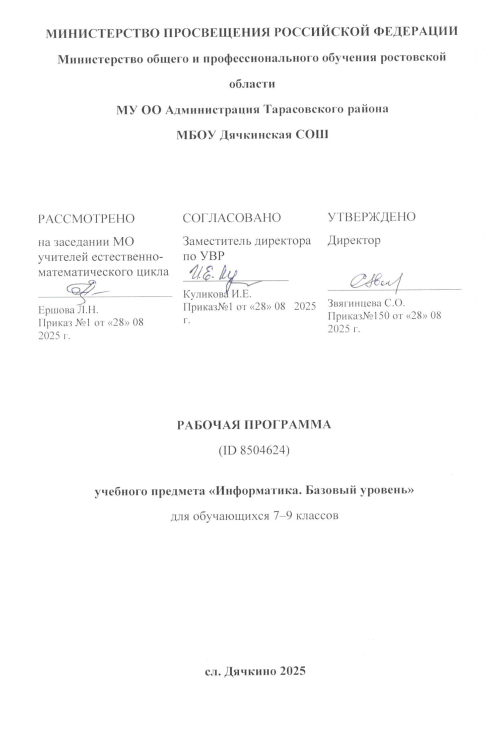 МИНИСТЕРСТВО ПРОСВЕЩЕНИЯ РОССИЙСКОЙ ФЕДЕРАЦИИ
Министерство общего и профессионального обучения ростовской
области
МУ ОО Администрация Тарасовского района
МБОУ Дячкинская СОШ
РАССМОТРЕНО
на заседании МО
учителей естественно-
математического цикла
Ершова Л.Н.
Приказ №1 от «28» 08
2025 г.
СОГЛАСОВАНО
Заместитель директора
по УВР
Куликова И.Е.
Приказ№1 от «28» 08 2025
г.
УТВЕРЖДЕНО
Директор
Звягинцева С.О.
Приказ№150 от «28» 08
2025 г.
РАБОЧАЯ ПРОГРАММА
(ID 8504624)
учебного предмета «Информатика. Базовый уровень»
для обучающихся 7–9 классов
сл. Дячкино 2025